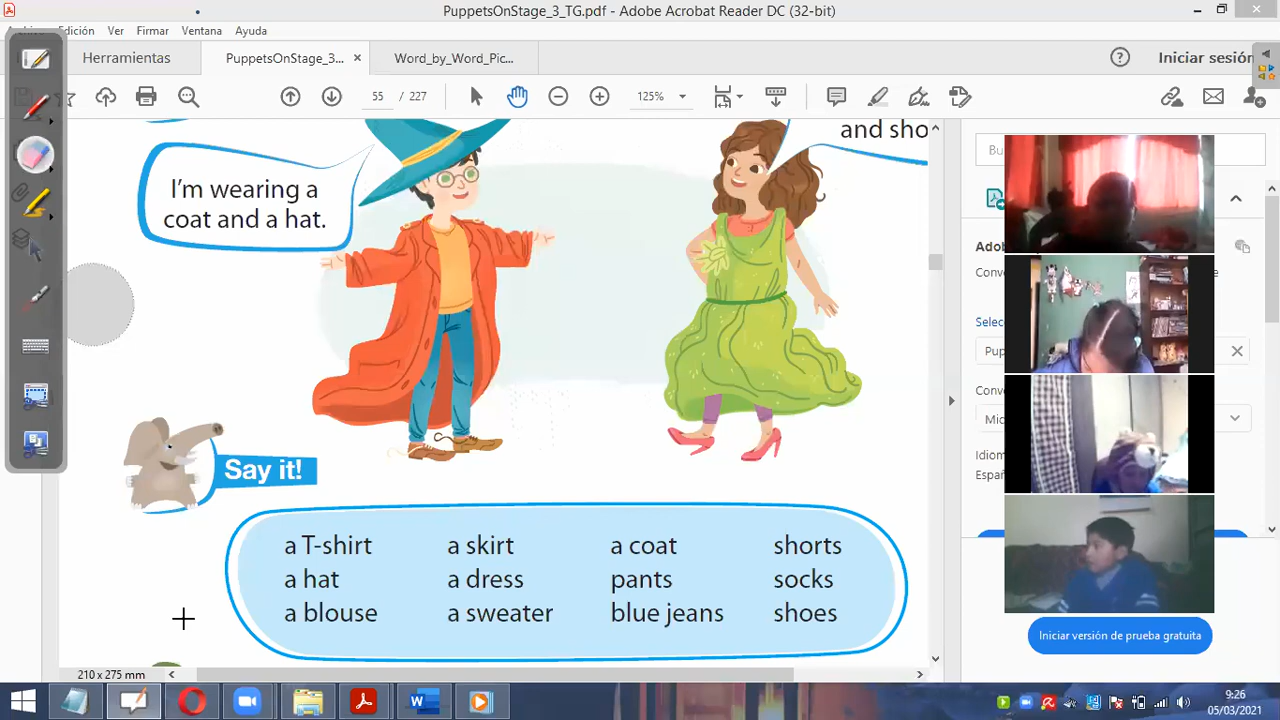 PuppetsOnStage_3_TG.pdf - Adobe Acrobat Reader DC (32-bit)
Edición Ver Firmar Ventana Ayuda
Herramientas PuppetsOnStage_3... × Word_by_Word_Pic... Iniciar sesión
55 / 227 125%
and sho
I'm wearing a
coat and a hat.
Say it!
a T-shirt a skirt a coat shorts
a hat a dress pants socks
a blouse a sweater blue jeans shoes
Bu
Adob
Conv
Selec
Pup
Conv
Mic
Idiom
Españ
Iniciar versión de prueba gratuita
210 x 275 mm
9:26
05/03/2021